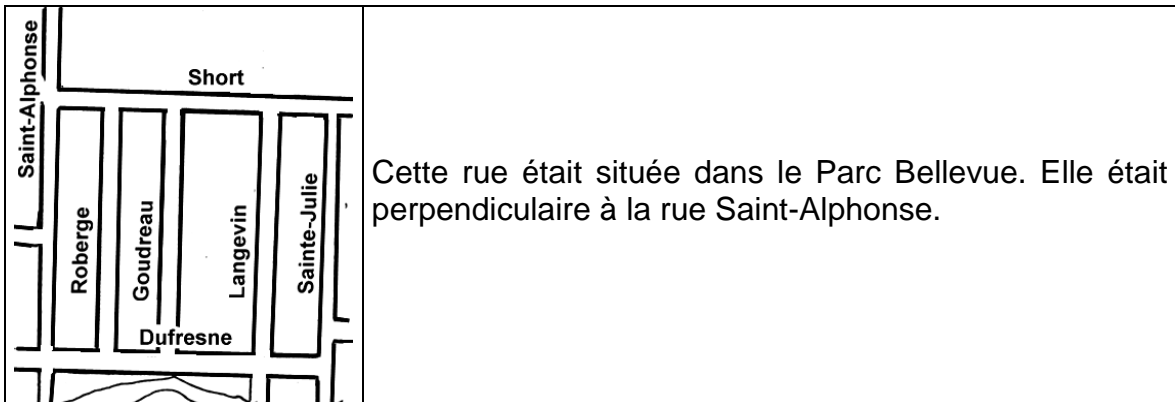 Saint-Alphonse
Short
Roberge
Goudreau
Langevin
Sainte-Julie
Dufresne
Cette rue était située dans le Parc Bellevue. Elle était
perpendiculaire à la rue Saint-Alphonse.